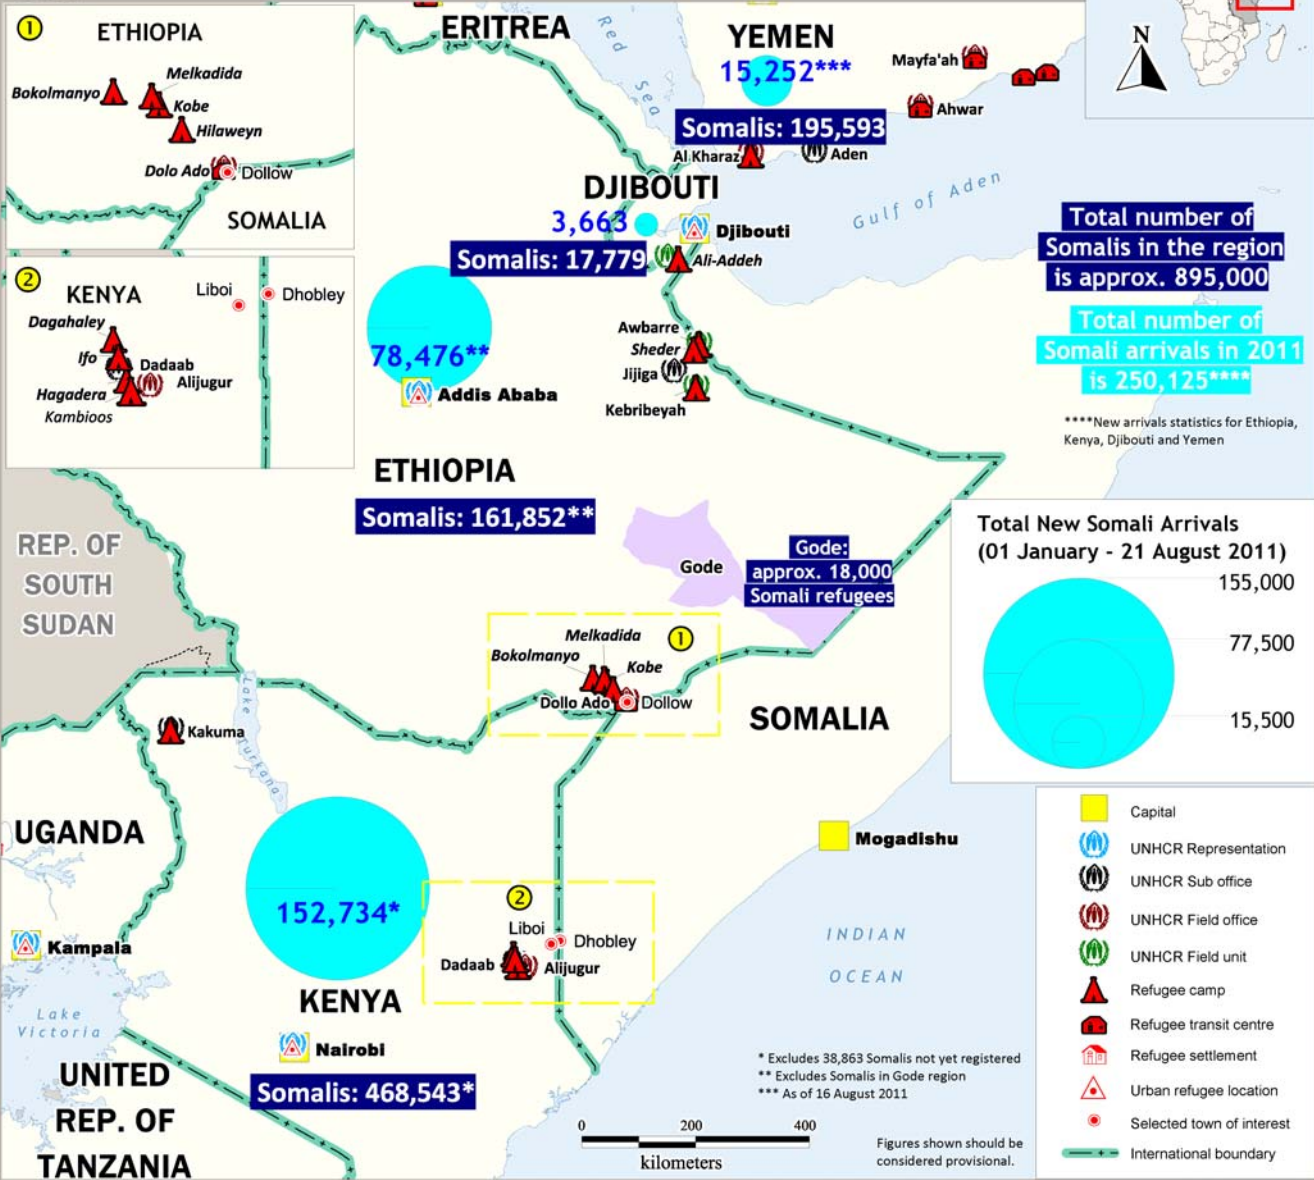 1
ETHIOPIA
Bokolmanyo
Melkadida
Kobe
Hilaweyn
Dolo Ado
Dollow
SOMALIA
2
KENYA
Liboi
Dhobley
Dagahaley
Ifo
Dadaab
Alijugur
Hagadera
Kambioos
ERITREA
Red Sea
YEMEN
15,252***
Somalis: 195,593
Mayfa'ah
Ahwar
Al Kharaz
Aden
N
DJIBOUTI
3,663
Djibouti
Somalis: 17,779
Ali-Addeh
Gulf of Aden
Total number of
Somalis in the region
is approx. 895,000
Total number of
Somali arrivals in 2011
is 250,125****
****New arrivals statistics for Ethiopia,
Kenya, Djibouti and Yemen
78,476**
Addis Ababa
Awbarre
Sheder
Jijiga
Kebribeyah
ETHIOPIA
Somalis: 161,852**
REP. OF
SOUTH
SUDAN
Gode
Gode:
approx. 18,000
Somali refugees
Total New Somali Arrivals
(01 January - 21 August 2011)
155,000
77,500
15,500
1
Melkadida
Bokolmanyo
Kobe
Dollo Ado
Dollow
SOMALIA
Lake
Turkana
Kakuma
UGANDA
Mogadishu
152,734*
2
Liboi
Dhobley
Dadaab
Alijugur
INDIAN
OCEAN
Kampala
KENYA
Lake
Victoria
Nairobi
Somalis: 468,543*
UNITED
REP. OF
TANZANIA
* Excludes 38,863 Somalis not yet registered
** Excludes Somalis in Gode region
*** As of 16 August 2011
0 200 400
kilometers
Figures shown should be
considered provisional.
Capital
UNHCR Representation
UNHCR Sub office
UNHCR Field office
UNHCR Field unit
Refugee camp
Refugee transit centre
Refugee settlement
Urban refugee location
Selected town of interest
International boundary